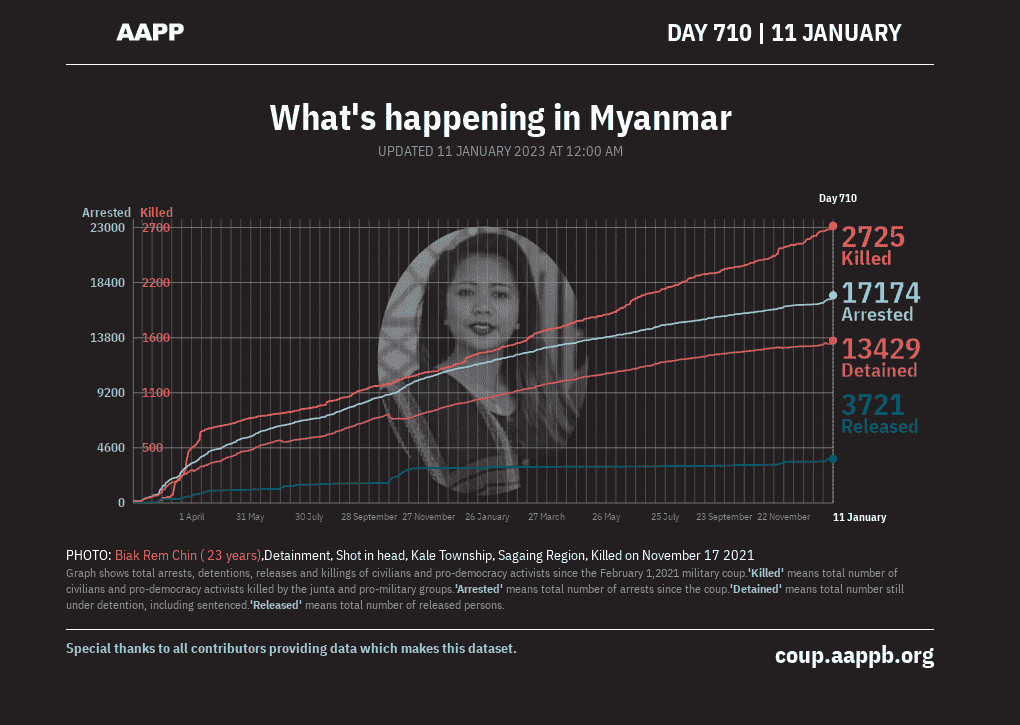 AAPP
DAY 710 | 11 JANUARY
What's happening in Myanmar
UPDATED 11 JANUARY 2023 AT 12:00 AM
Day 710
Arrested Killed
23000 2700
18400 2200
13800 1600
9200 1100
4600 500
0
2725
Killed
17174
Arrested
13429
Detained
3721
Released
1 April 31 May 30 July 28 September 27 November 26 January 27 March 26 May 25 July 23 September 22 November 11 January
PHOTO: Biak Rem Chin ( 23 years),Detainment, Shot in head, Kale Township, Sagaing Region, Killed on November 17 2021
Graph shows total arrests, detentions, releases and killings of civilians and pro-democracy activists since the February 1,2021 military coup.'Killed' means total number of
civilians and pro-democracy activists killed by the junta and pro-military groups.'Arrested' means total number of arrests since the coup.'Detained' means total number still
under detention, including sentenced.'Released' means total number of released persons.
Special thanks to all contributors providing data which makes this dataset.
coup.aappb.org